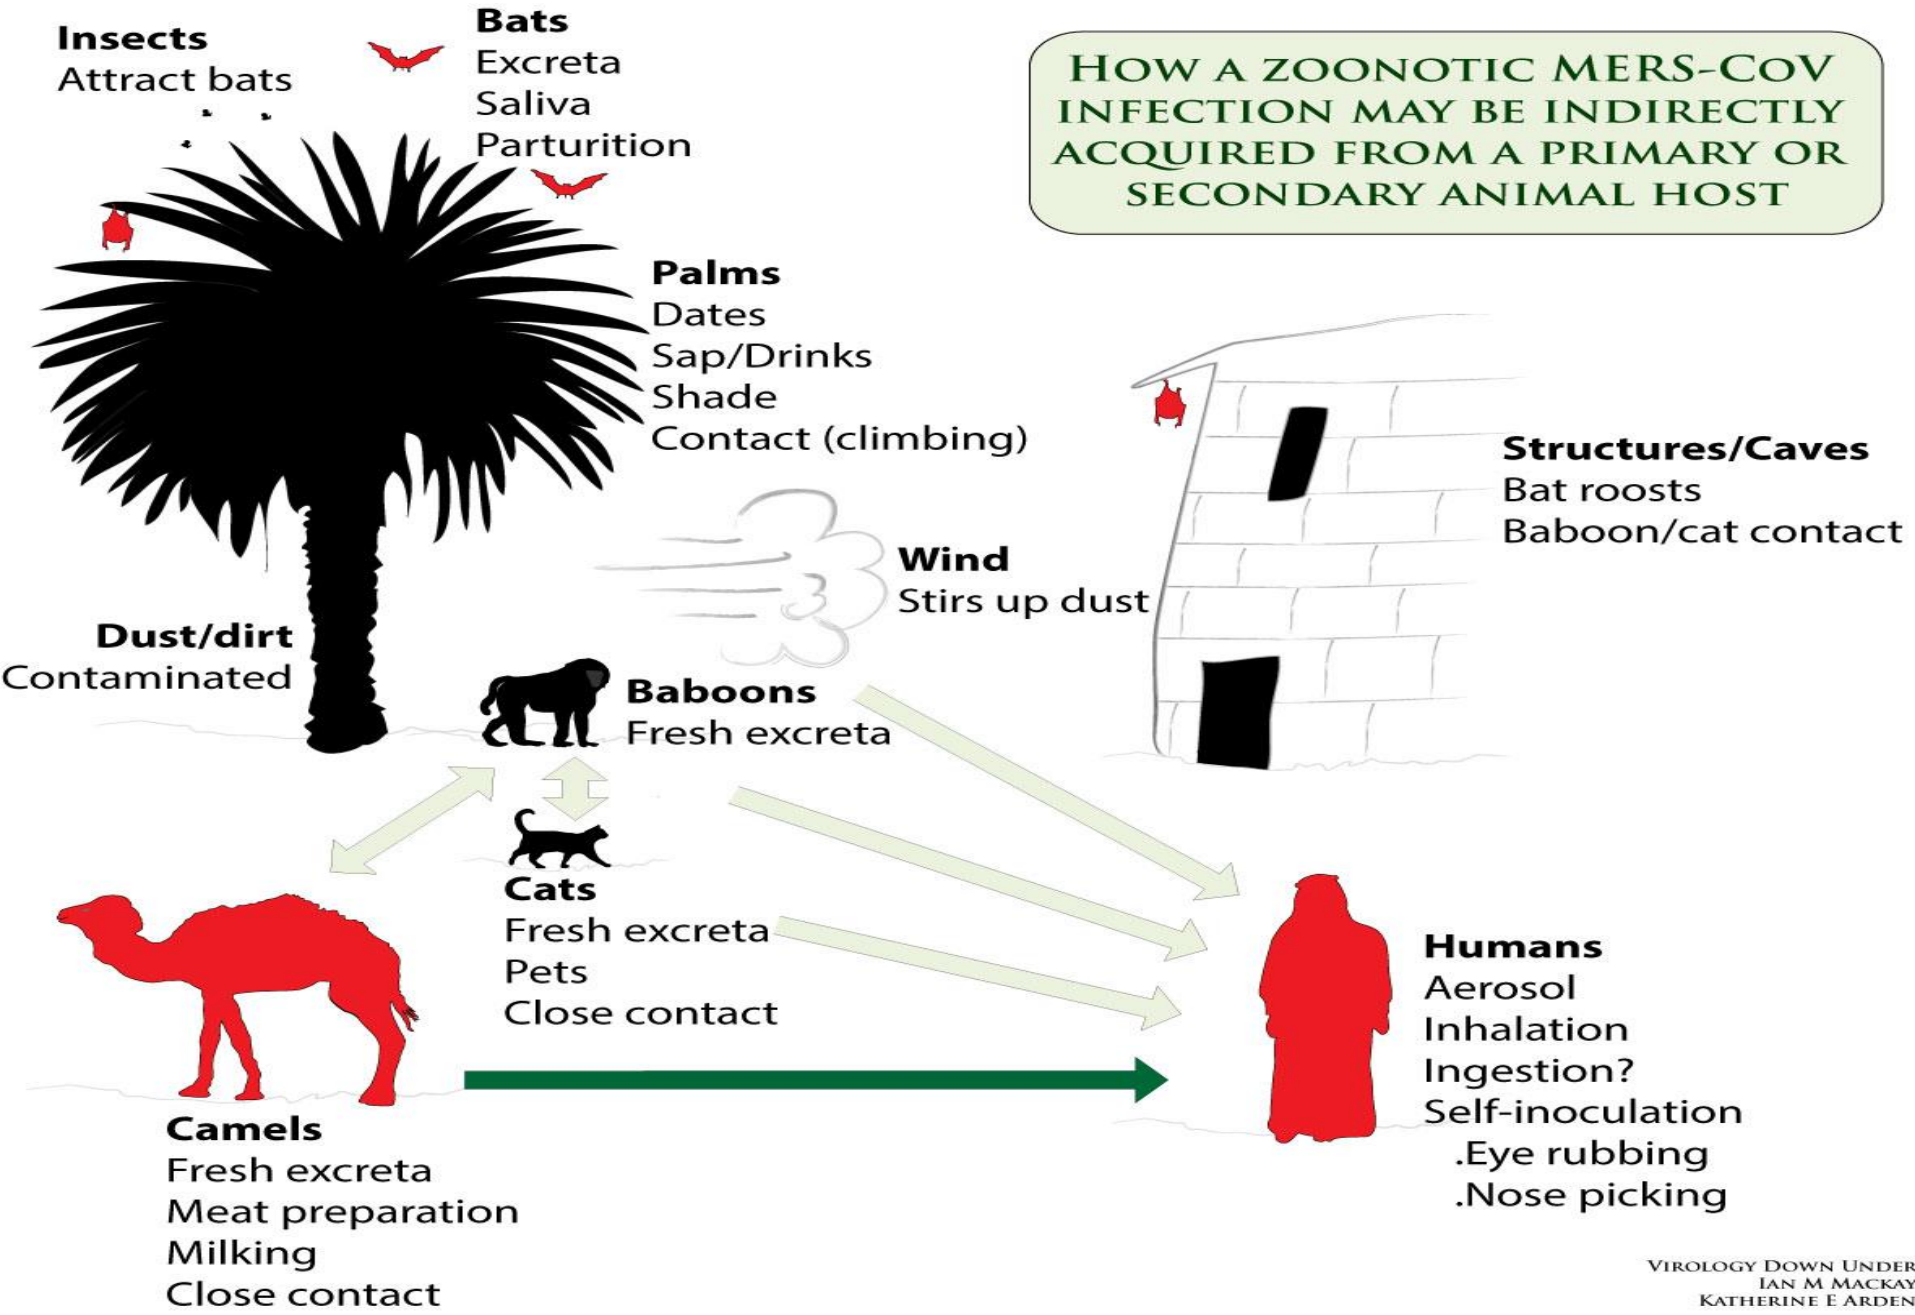 Insects
Attract bats
Bats
Excreta
Saliva
Parturition
HOW A ZOONOTIC MERS-COV
INFECTION MAY BE INDIRECTLY
ACQUIRED FROM A PRIMARY OR
SECONDARY ANIMAL HOST
Palms
Dates
Sap/Drinks
Shade
Contact (climbing)
Structures/Caves
Bat roosts
Baboon/cat contact
Wind
Stirs up dust
Dust/dirt
Contaminated
Baboons
Fresh excreta
Cats
Fresh excreta
Pets
Close contact
Humans
Aerosol
Inhalation
Ingestion?
Self-inoculation
.Eye rubbing
.Nose picking
Camels
Fresh excreta
Meat preparation
Milking
Close contact
VIROLOGY DOWN UNDER
IAN M MACKAY
KATHERINE E ARDEN